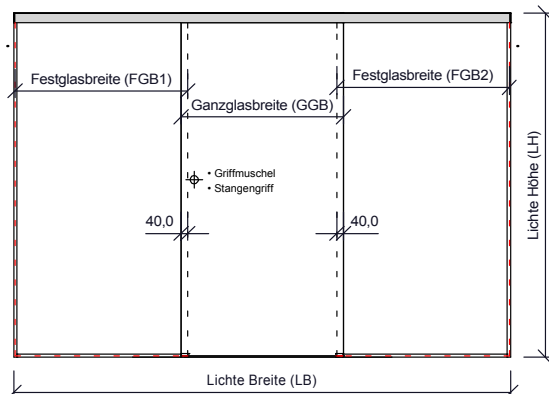 Festglasbreite (FGB1)
Festglasbreite (FGB2)
Ganzglasbreite (GGB)
• Griffmuschel
• Stangengriff
40,0
40,0
Lichte Höhe (LH)
Lichte Breite (LB)